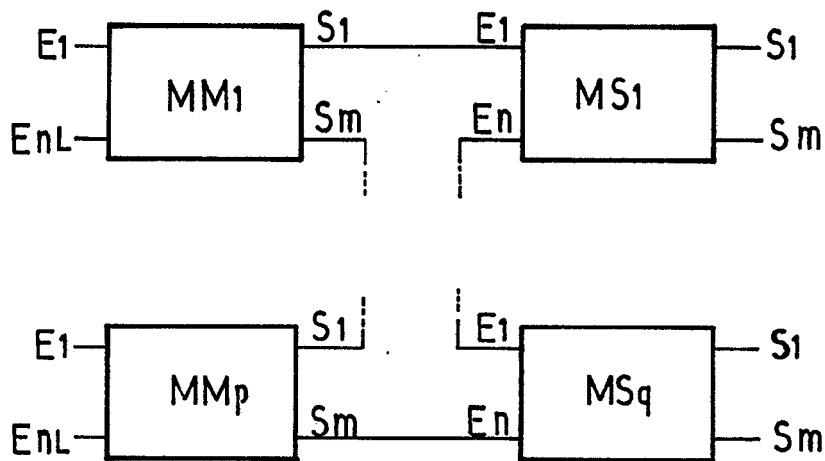 E1 S1 E1 S1
MM1 MS1
EnL Sm En Sm
E1 S1 E1 S1
MMp MSq
EnL Sm En Sm